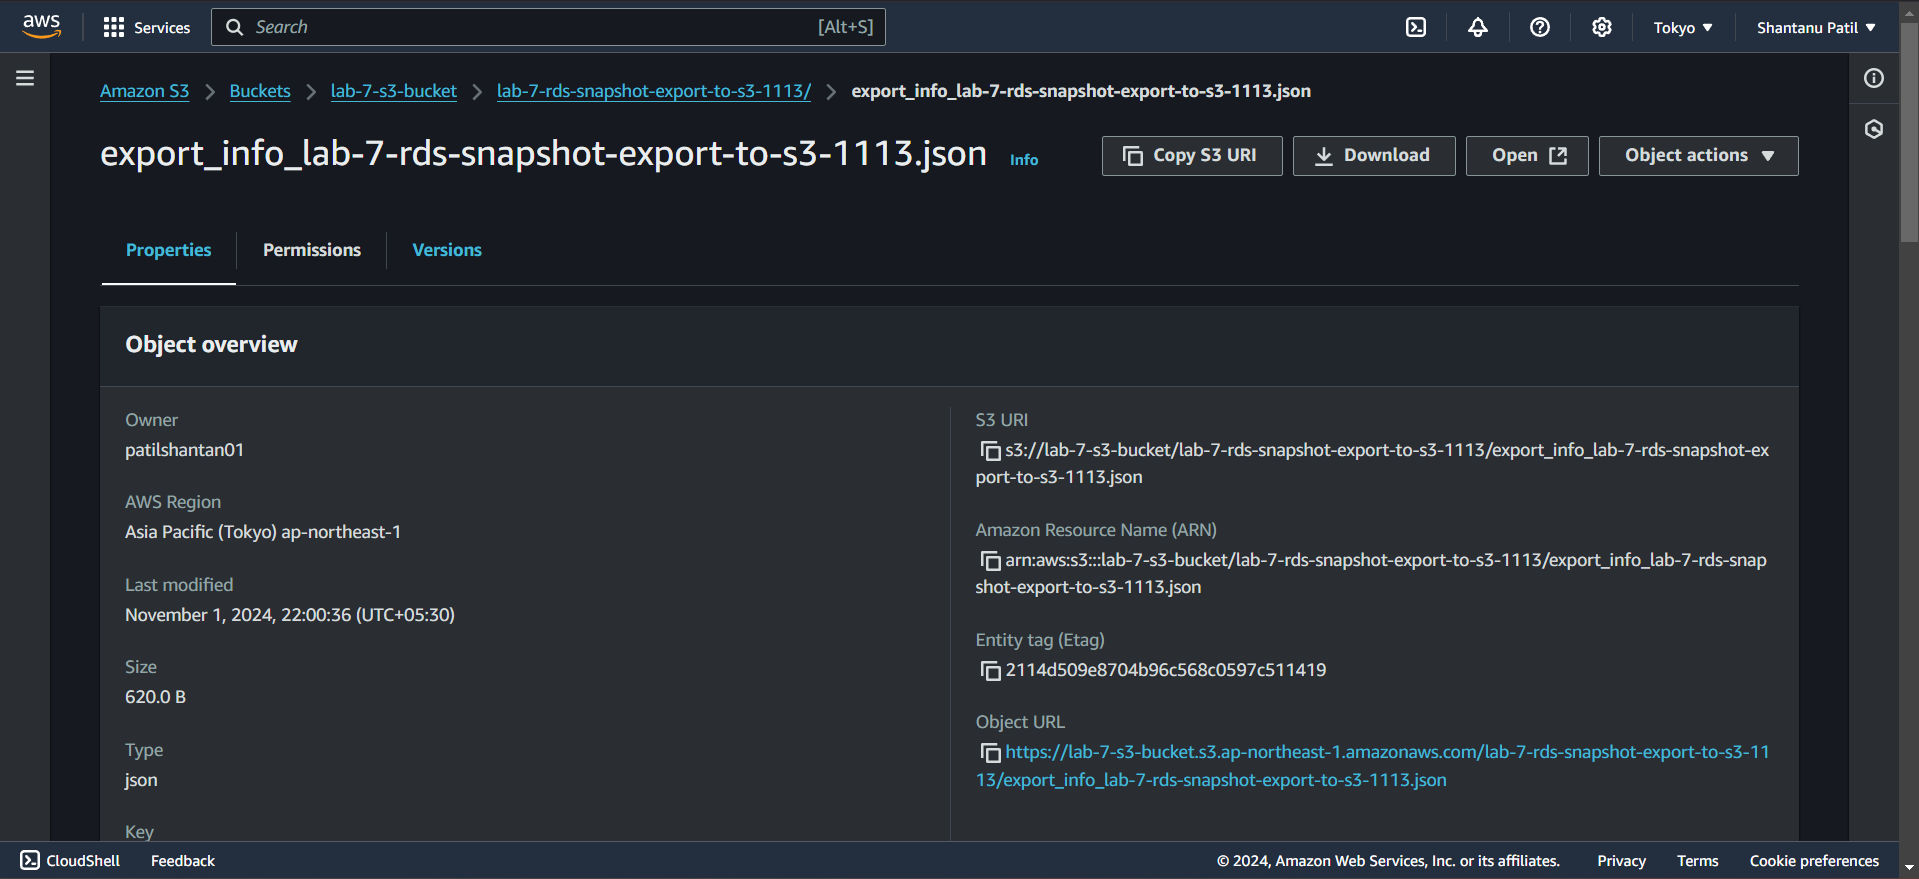 aws
Services
Search
[Alt+S]
Tokyo
Shantanu Patil
Amazon S3
Buckets
lab-7-s3-bucket
lab-7-rds-snapshot-export-to-s3-1113/
export_info_lab-7-rds-snapshot-export-to-s3-1113.json
export_info_lab-7-rds-snapshot-export-to-s3-1113.json
Info
Copy S3 URI
Download
Open
Object actions
Properties
Permissions
Versions
Object overview
Owner
patilshantan01
AWS Region
Asia Pacific (Tokyo) ap-northeast-1
Last modified
November 1, 2024, 22:00:36 (UTC+05:30)
Size
620.0 B
Type
json
Key
S3 URI
s3://lab-7-s3-bucket/lab-7-rds-snapshot-export-to-s3-1113/export_info_lab-7-rds-snapshot-ex
port-to-s3-1113.json
Amazon Resource Name (ARN)
arn:aws:s3:::lab-7-s3-bucket/lab-7-rds-snapshot-export-to-s3-1113/export_info_lab-7-rds-snap
shot-export-to-s3-1113.json
Entity tag (Etag)
2114d509e8704b96c568c0597c511419
Object URL
https://lab-7-s3-bucket.s3.ap-northeast-1.amazonaws.com/lab-7-rds-snapshot-export-to-s3-11
13/export_info_lab-7-rds-snapshot-export-to-s3-1113.json
CloudShell
Feedback
© 2024, Amazon Web Services, Inc. or its affiliates.
Privacy
Terms
Cookie preferences